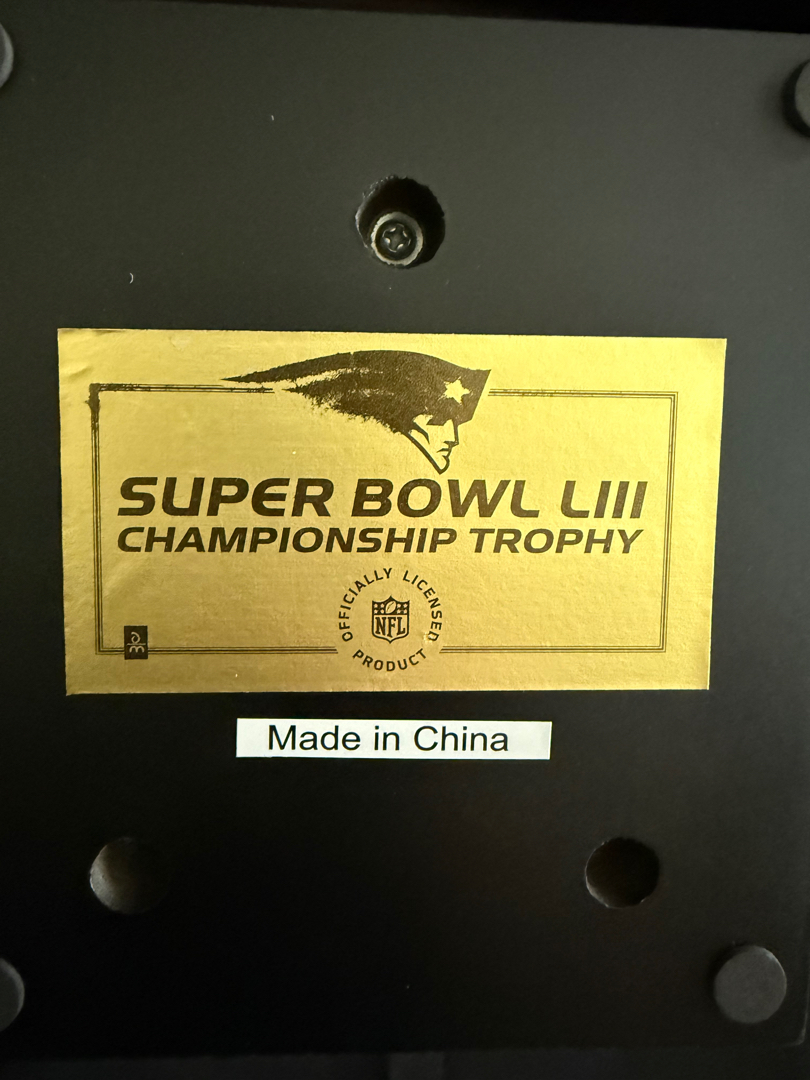 SUPER BOWL LIII
CHAMPIONSHIP TROPHY
OFFICIALLY LICENSED
NFL
PRODUCT
Made in China